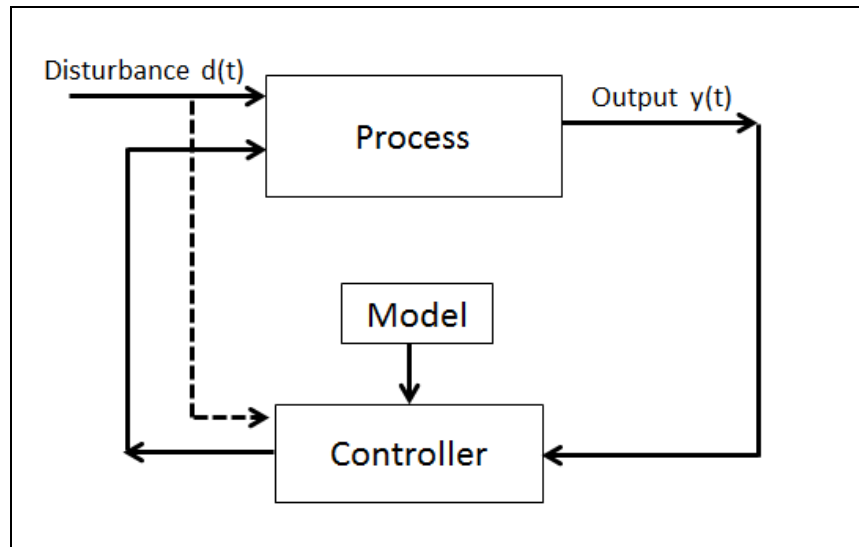 Disturbance d(t)
Process
Output y(t)
Model
Controller